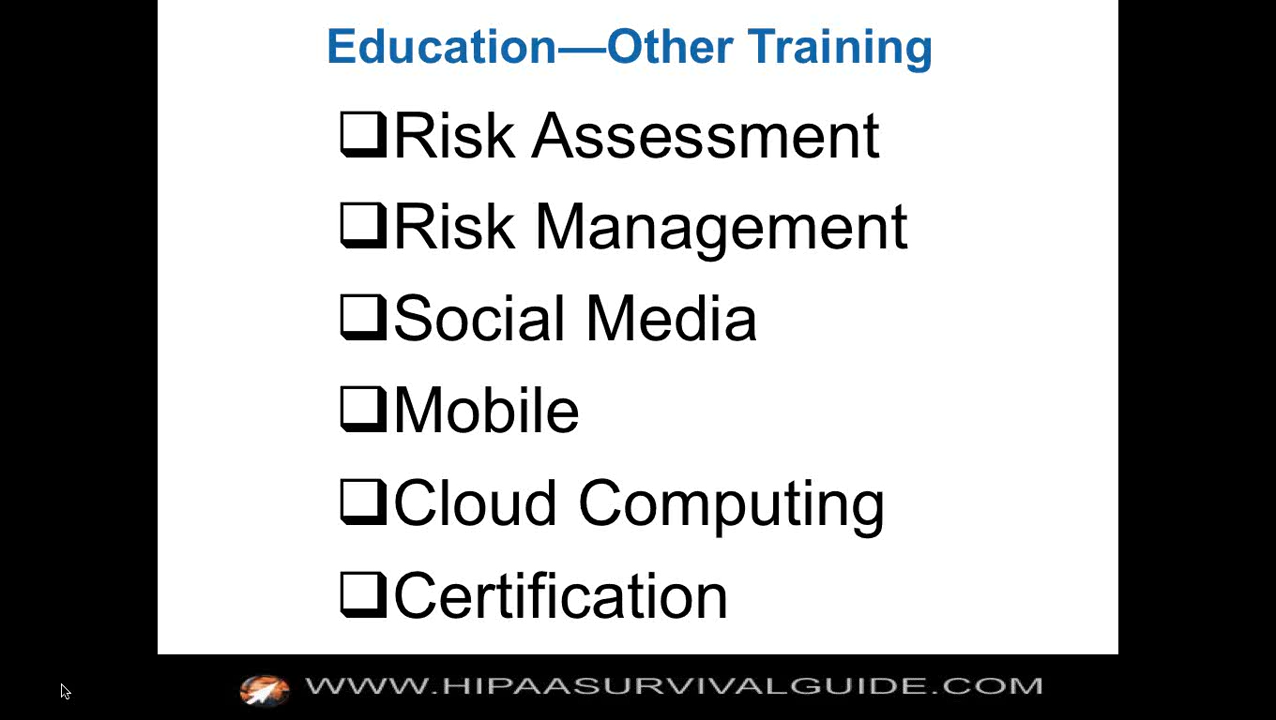 Education—Other Training
❑Risk Assessment
❑Risk Management
❑Social Media
❑Mobile
❑Cloud Computing
❑Certification
WWW.HIPAASURVIVALGUIDE.COM